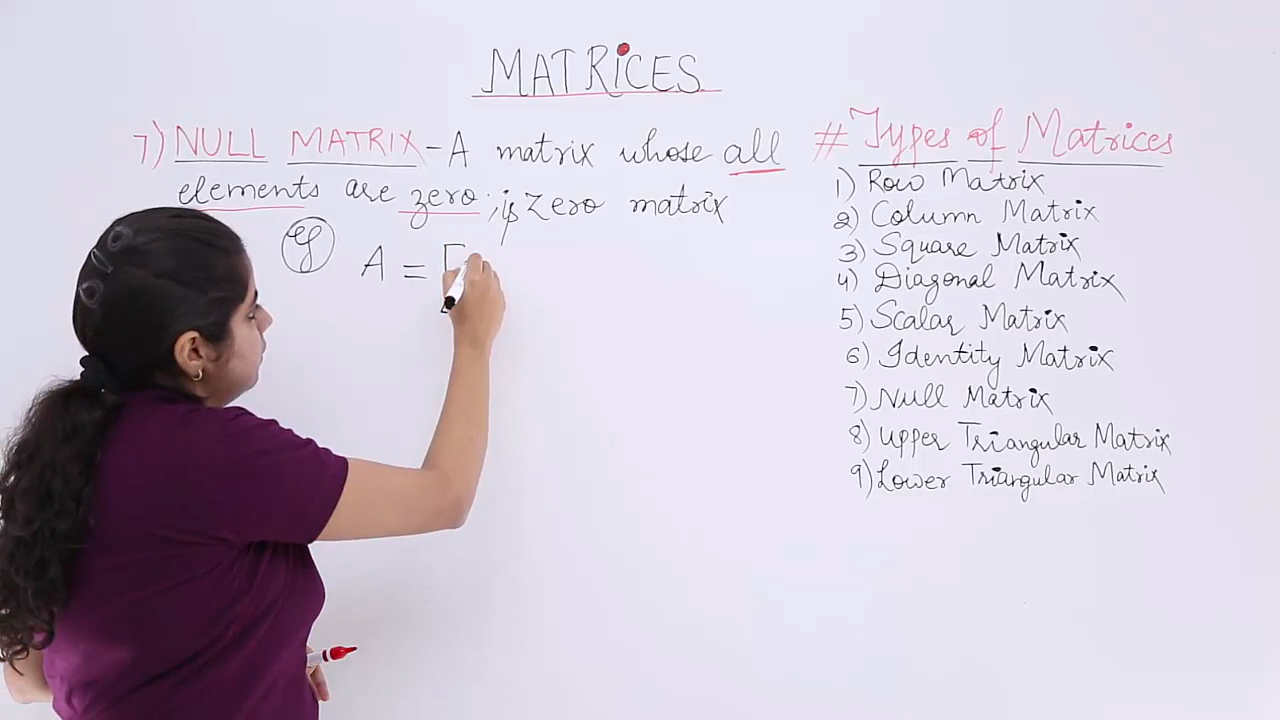 MATRiCES
7) NULL MATRIX - A matrix whose all
elements are zero ; is Zero matrix
Eg A = [
# Types of Matrices
1) Row Matrix
2) Column Matrix
3) Square Matrix
4) Diagonal Matrix
5) Scalar Matrix
6) Identity Matrix
7) Null Matrix
8) Upper Triangular Matrix
9) Lower Triangular Matrix